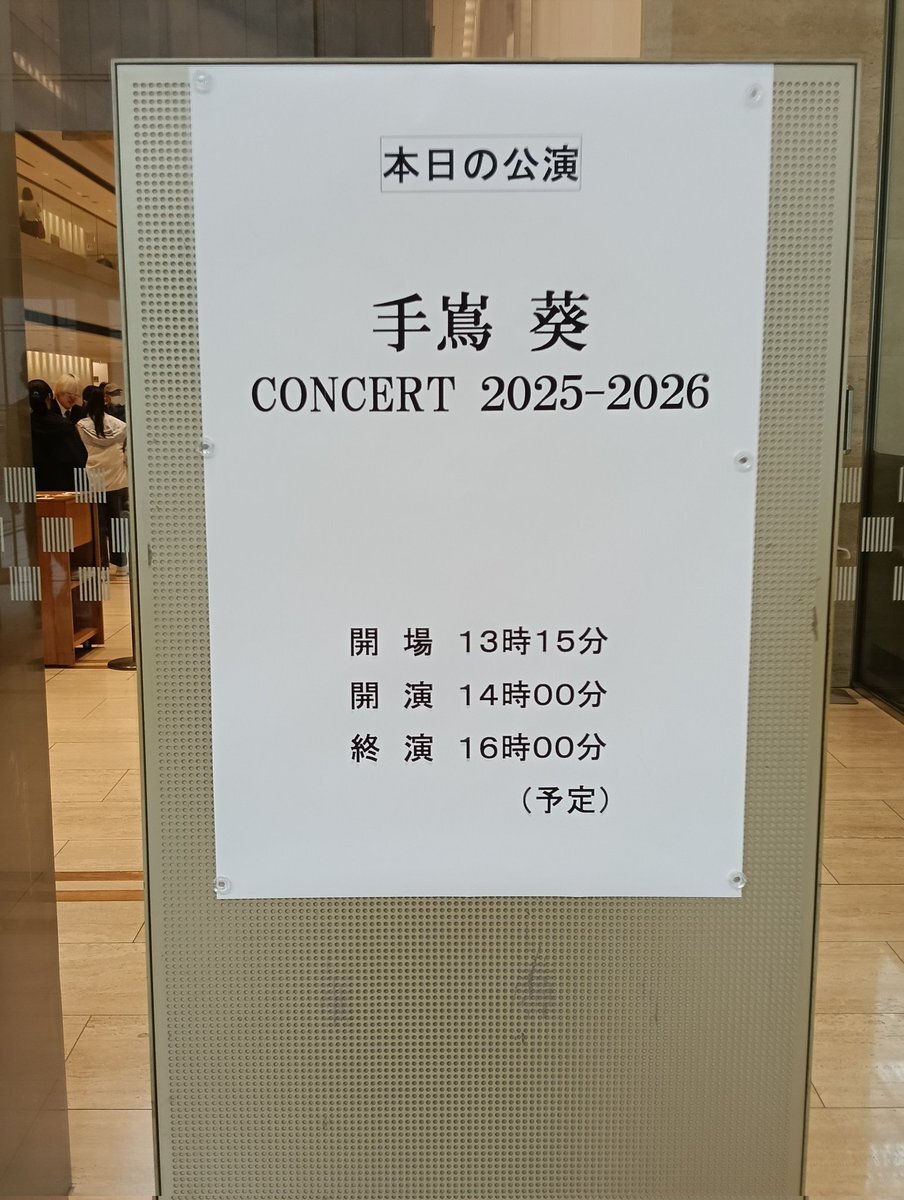 本日の公演
手嶌 葵
CONCERT 2025-2026
開 場 13時15分
開 演 14時00分
終 演 16時00分
(予定)